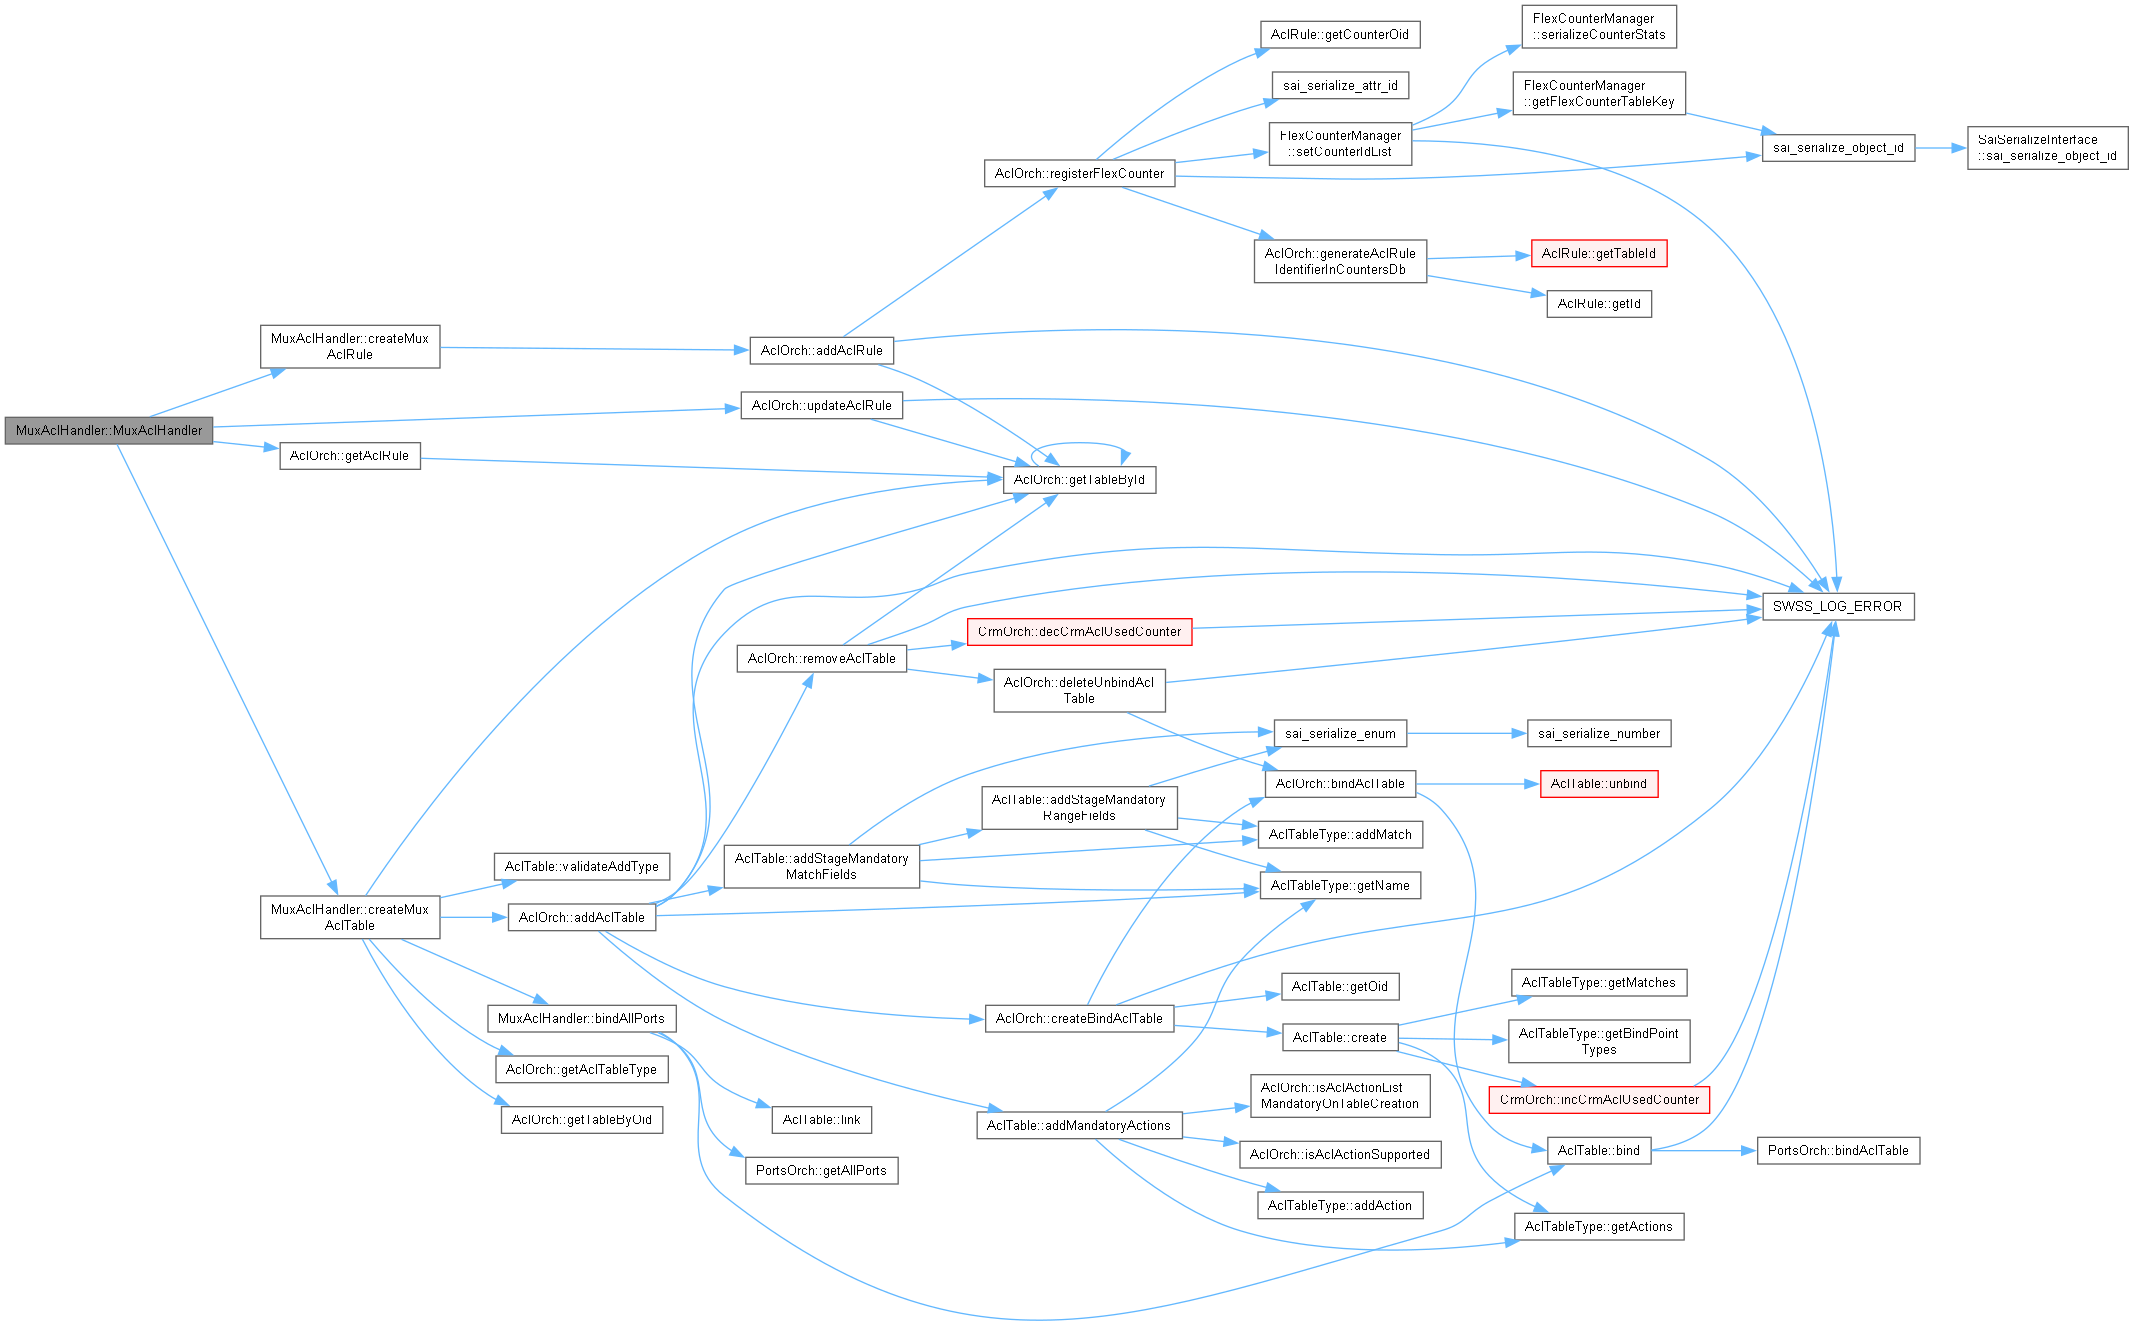 FlexCounterManager
::serializeCounterStats
AclRule::getCounterOid
sai_serialize_attr_id
FlexCounterManager
::getFlexCounterTableKey
FlexCounterManager
::setCounterIdList
sai_serialize_object_id
SaiSerializeInterface
::sai_serialize_object_id
AclOrch::registerFlexCounter
AclOrch::generateAclRule
IdentifierInCountersDb
AclRule::getTableId
AclRule::getId
MuxAclHandler::createMux
AclRule
AclOrch::addAclRule
AclOrch::updateAclRule
MuxAclHandler::MuxAclHandler
AclOrch::getAclRule
AclOrch::getTableById
SWSS_LOG_ERROR
CrmOrch::decCrmAclUsedCounter
AclOrch::removeAclTable
AclOrch::deleteUnbindAcl
Table
sai_serialize_enum
sai_serialize_number
AclOrch::bindAclTable
AclTable::unbind
AclTable::addStageMandatory
RangeFields
AclTableType::addMatch
AclTable::addStageMandatory
MatchFields
AclTable::validateAddType
AclTableType::getName
MuxAclHandler::createMux
AclTable
AclOrch::addAclTable
AclTable::getOid
AclTableType::getMatches
MuxAclHandler::bindAllPorts
AclOrch::createBindAclTable
AclTable::create
AclTableType::getBindPoint
Types
AclOrch::getAclTableType
AclOrch::isAclActionList
MandatoryOnTableCreation
CrmOrch::incCrmAclUsedCounter
AclOrch::getTableByOid
AclTable::link
AclTable::addMandatoryActions
AclOrch::isAclActionSupported
AclTable::bind
PortsOrch::bindAclTable
PortsOrch::getAllPorts
AclTableType::addAction
AclTableType::getActions